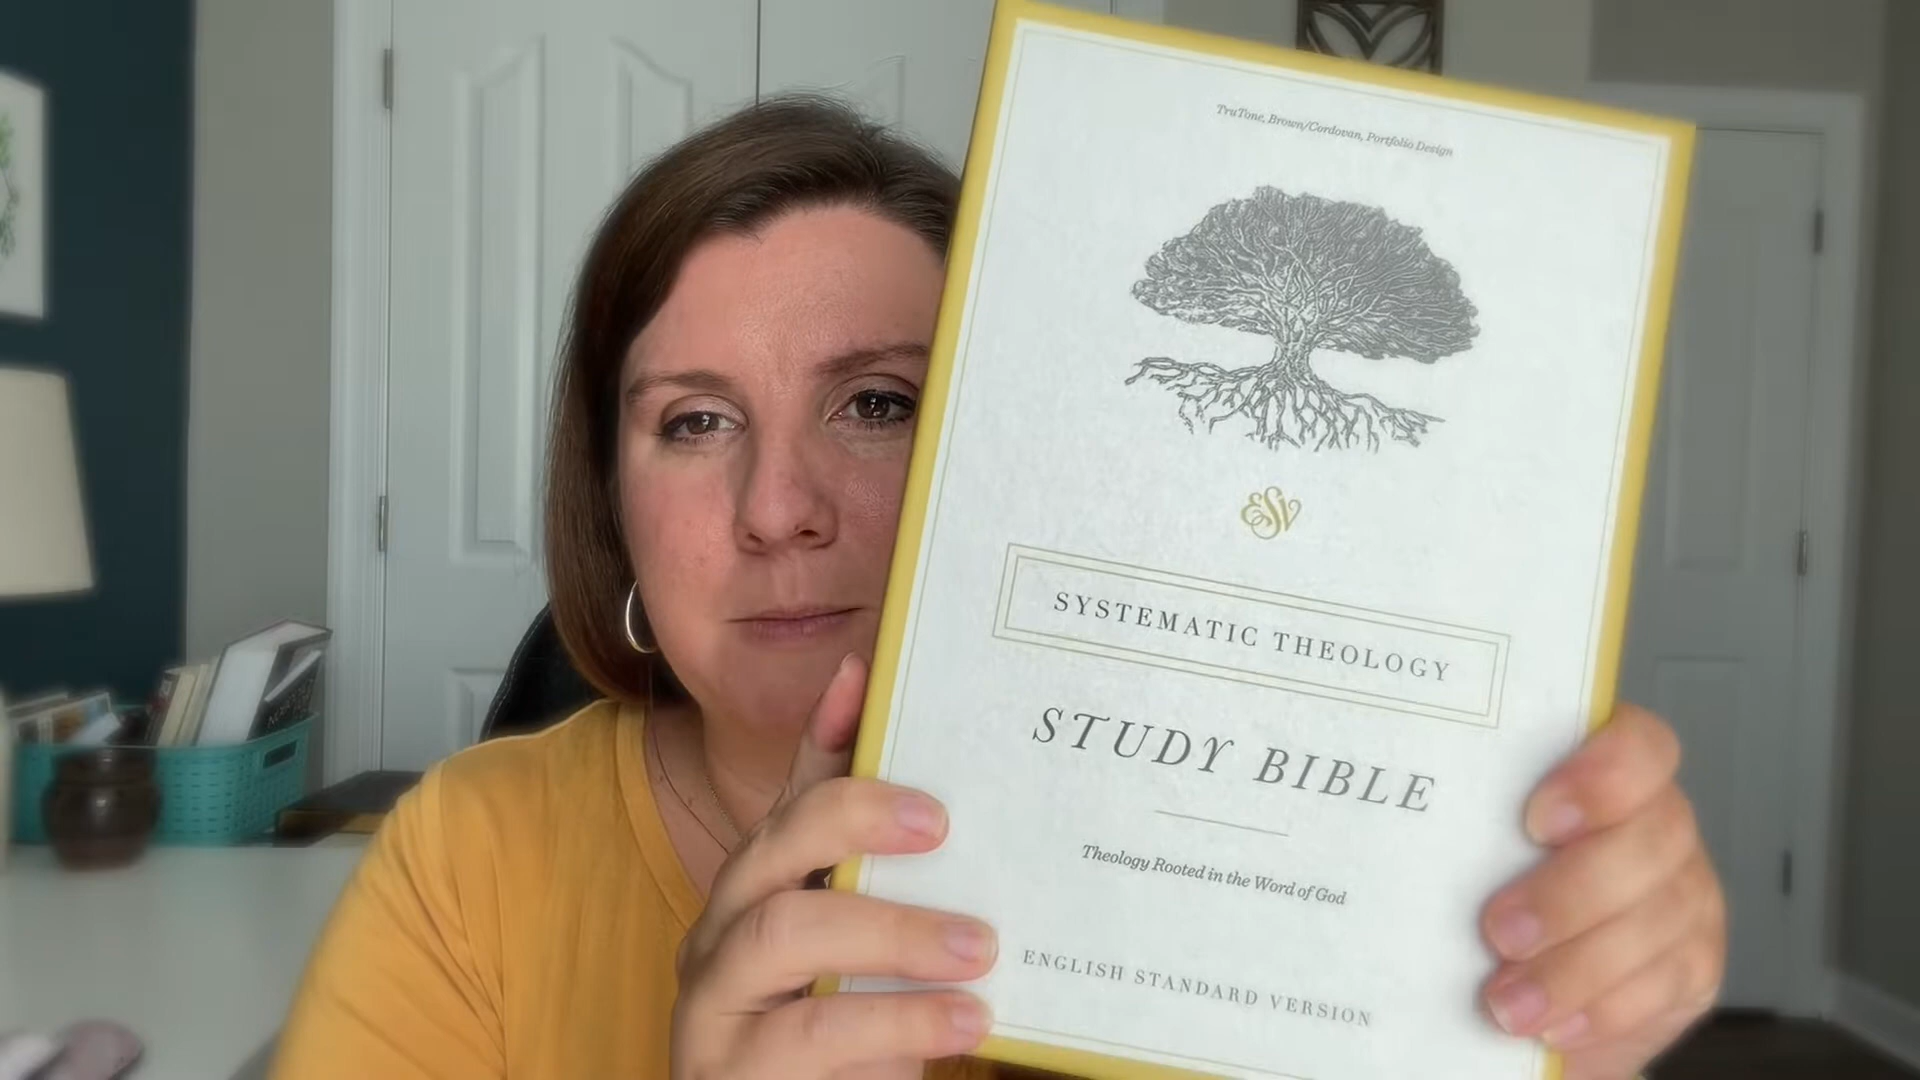 TruTone, Brown/Cordovan, Portfolio Design
ESV
SYSTEMATIC THEOLOGY
STUDY BIBLE
Theology Rooted in the Word of God
ENGLISH STANDARD VERSION